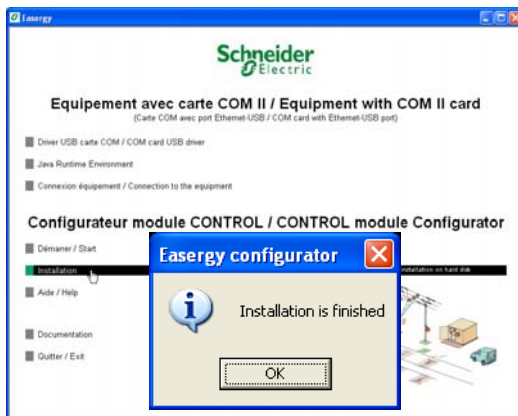 Easergy
Schneider
Electric
Equipement avec carte COM II / Equipment with COM II card
(Carte COM avec port Ethernet-USB / COM card with Ethernet-USB port)
Driver USB carte COM / COM card USB driver
Java Runtime Environment
Connexion équipement / Connection to the equipment
Configurateur module CONTROL / CONTROL module Configurator
Démarrer / Start
Installation
installation on hard disk
Aide / Help
Documentation
Quitter / Exit
Easergy configurator
Installation is finished
OK